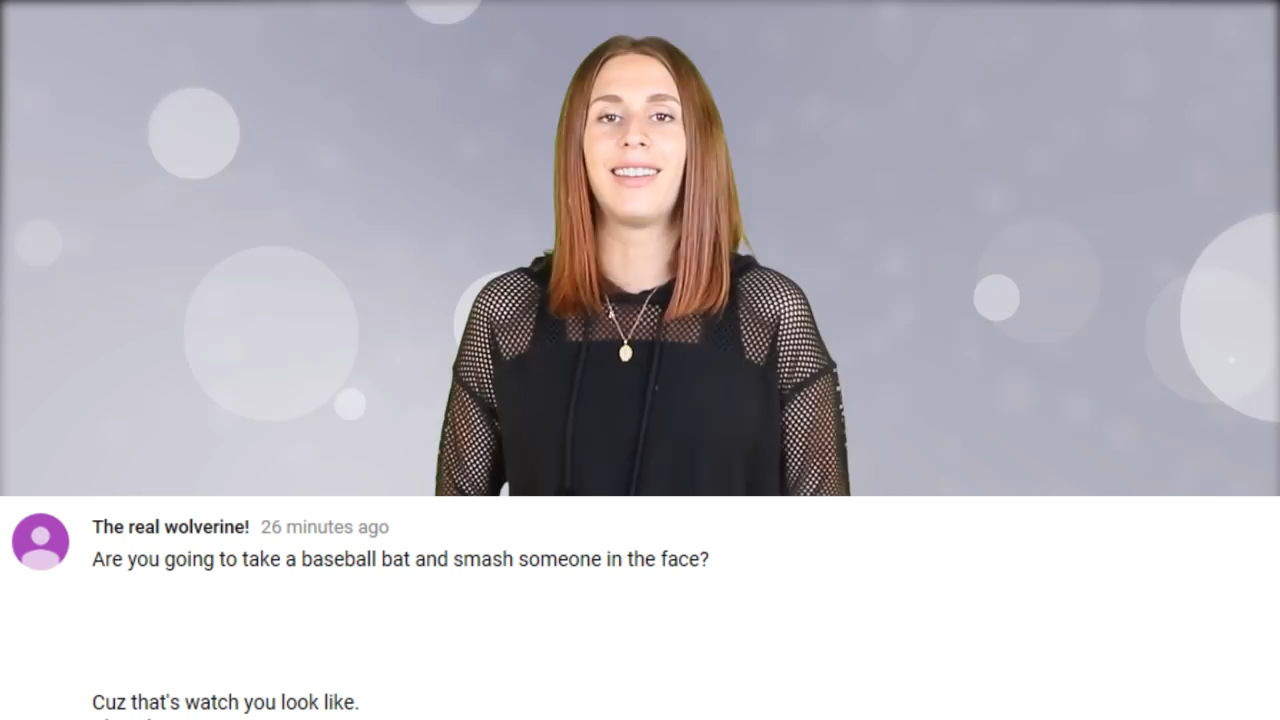 The real wolverine! 26 minutes ago
Are you going to take a baseball bat and smash someone in the face?
Cuz that's watch you look like.